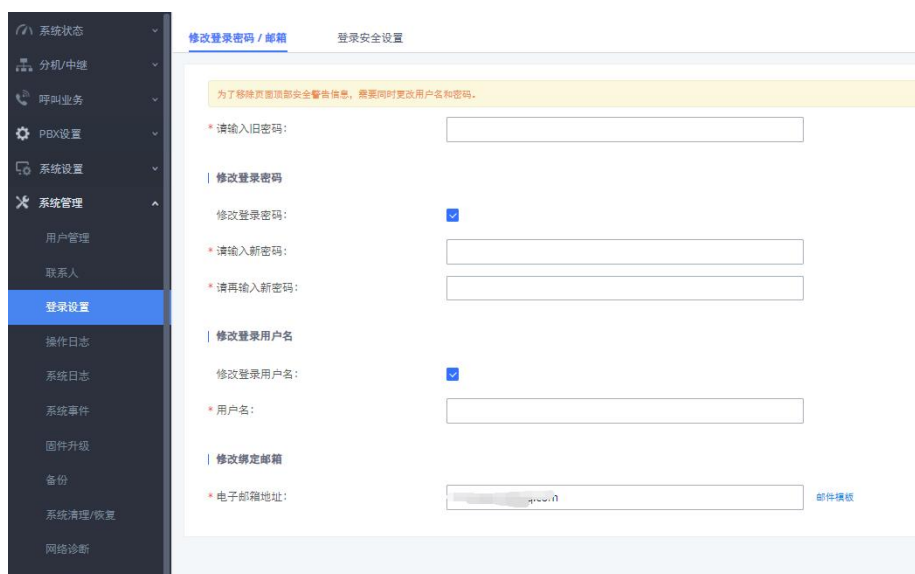 系统状态
分机/中继
呼叫业务
PBX设置
系统设置
系统管理
用户管理
联系人
登录设置
操作日志
系统日志
系统事件
固件升级
备份
系统清理/恢复
网络诊断
修改登录密码 / 邮箱
登录安全设置
为了移除页面顶部安全警告信息，需要同时更改用户名和密码。
* 请输入旧密码：
修改登录密码
修改登录密码：
* 请输入新密码：
* 请再输入新密码：
修改登录用户名
修改登录用户名：
* 用户名：
修改绑定邮箱
* 电子邮箱地址：
邮件模板